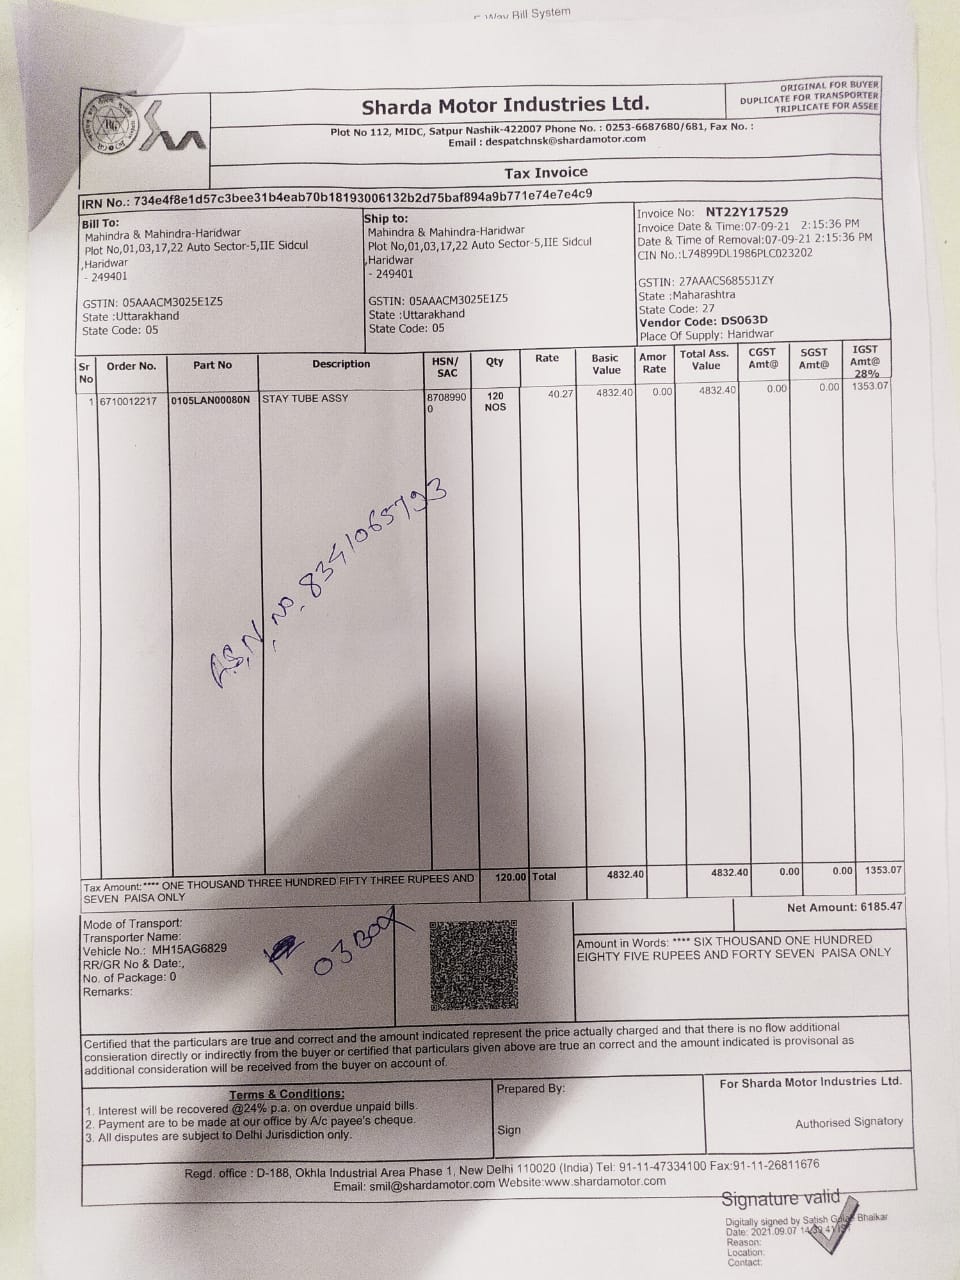 Way Bill System
ORIGINAL FOR BUYER
DUPLICATE FOR TRANSPORTER
TRIPLICATE FOR ASSEE
Sharda Motor Industries Ltd.
Plot No 112, MIDC, Satpur Nashik-422007 Phone No. : 0253-6687680/681, Fax No. :
Email : despatchnsk@shardamotor.com
Tax Invoice
IRN No.: 734e4f8e1d57c3bee31b4eab70b18193006132b2d75baf894a9b771e74e7e4c9
Bill To:
Mahindra & Mahindra-Haridwar
Plot No,01,03,17,22 Auto Sector-5,IIE Sidcul
,Haridwar
- 249401
GSTIN: 05AAACM3025E1Z5
State :Uttarakhand
State Code: 05
Ship to:
Mahindra & Mahindra-Haridwar
Plot No,01,03,17,22 Auto Sector-5,IIE Sidcul
,Haridwar
- 249401
GSTIN: 05AAACM3025E1Z5
State :Uttarakhand
State Code: 05
Invoice No: NT22Y17529
Invoice Date & Time:07-09-21 2:15:36 PM
Date & Time of Removal:07-09-21 2:15:36 PM
CIN No.:L74899DL1986PLC023202
GSTIN: 27AAACS6855J1ZY
State :Maharashtra
State Code: 27
Vendor Code: DS063D
Place Of Supply: Haridwar
Sr No Order No. Part No Description HSN/ SAC Qty Rate Basic Value Amor Rate Total Ass. Value CGST Amt@ SGST Amt@ IGST Amt@ 28%
1 6710012217 0105LAN00080N STAY TUBE ASSY 87089900 120 NOS 40.27 4832.40 0.00 4832.40 0.00 0.00 1353.07
A.S.N. no. 8341065793
Tax Amount:**** ONE THOUSAND THREE HUNDRED FIFTY THREE RUPEES AND
SEVEN PAISA ONLY
120.00 Total 4832.40 4832.40 0.00 0.00 1353.07
Net Amount: 6185.47
Mode of Transport:
Transporter Name:
Vehicle No.: MH15AG6829
RR/GR No & Date:,
No. of Package: 0
Remarks:
03 BOX
Amount in Words: **** SIX THOUSAND ONE HUNDRED
EIGHTY FIVE RUPEES AND FORTY SEVEN PAISA ONLY
Certified that the particulars are true and correct and the amount indicated represent the price actually charged and that there is no flow additional
consieration directly or indirectly from the buyer or certified that particulars given above are true an correct and the amount indicated is provisonal as
additional consideration will be received from the buyer on account of.
Terms & Conditions:
1. Interest will be recovered @24% p.a. on overdue unpaid bills.
2. Payment are to be made at our office by A/c payee's cheque.
3. All disputes are subject to Delhi Jurisdiction only.
Prepared By:
Sign
For Sharda Motor Industries Ltd.
Authorised Signatory
Regd. office : D-188, Okhla Industrial Area Phase 1, New Delhi 110020 (India) Tel: 91-11-47334100 Fax:91-11-26811676
Email: smil@shardamotor.com Website:www.shardamotor.com
Signature valid
Digitally signed by Satish Bhalkar
Date: 2021.09.07
Reason:
Location:
Contact: